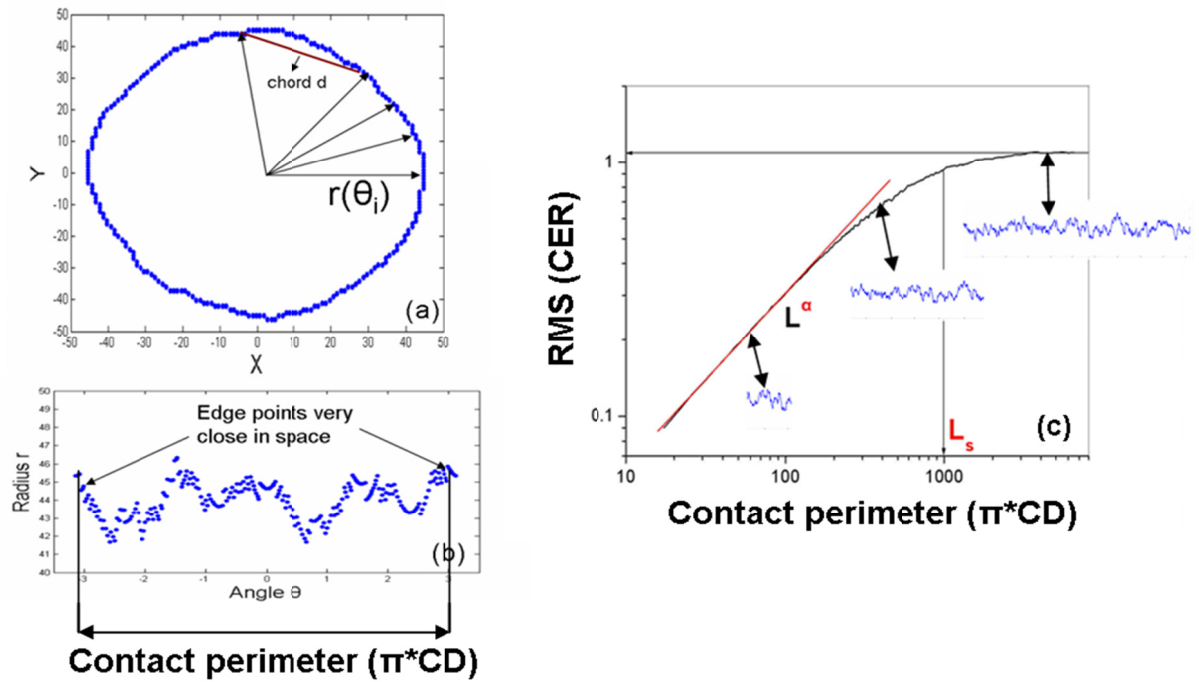 50
40
30
20
10
0
-10
-20
-30
-40
-50
Y
chord d
r(θi)
(a)
-50 -40 -30 -20 -10 0 10 20 30 40 50
X
50
49
48
47
46
45
44
43
42
41
40
Radius r
Edge points very
close in space
(b)
-3 -2 -1 0 1 2 3
Angle θ
Contact perimeter (π*CD)
RMS (CER)
1
0.1
L^α
Ls
(c)
10 100 1000
Contact perimeter (π*CD)